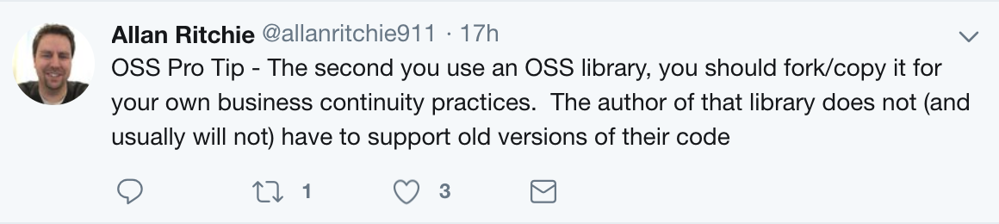 Allan Ritchie @allanritchie911 · 17h
OSS Pro Tip - The second you use an OSS library, you should fork/copy it for
your own business continuity practices.  The author of that library does not (and
usually will not) have to support old versions of their code
1 3